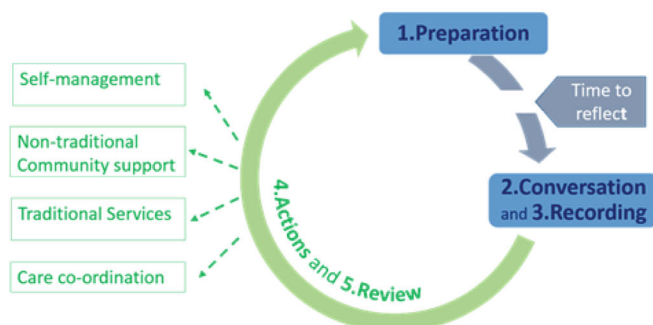 1.Preparation
Time to
reflect
2.Conversation
and 3.Recording
4.Actions and 5.Review
Self-management
Non-traditional
Community support
Traditional Services
Care co-ordination